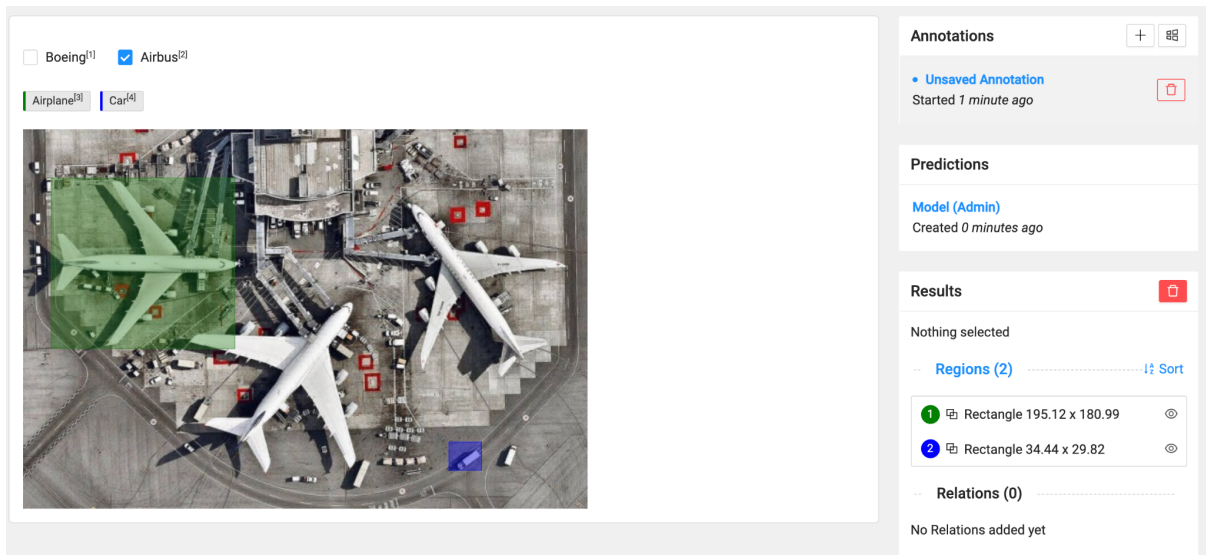 Boeing[1]
Airbus[2]
Airplane[3]
Car[4]
Annotations
Unsaved Annotation
Started 1 minute ago
Predictions
Model (Admin)
Created 0 minutes ago
Results
Nothing selected
Regions (2)
Sort
1 Rectangle 195.12 x 180.99
2 Rectangle 34.44 x 29.82
Relations (0)
No Relations added yet